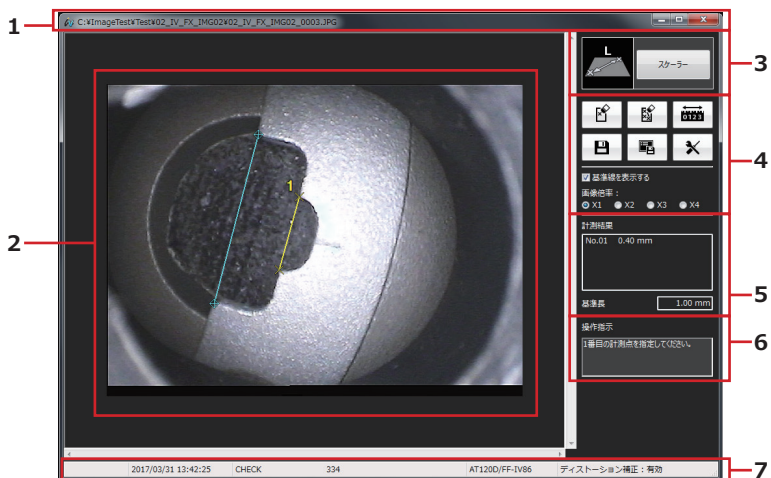 1
C:¥ImageTest¥Test¥02_IV_FX_IMG02¥02_IV_FX_IMG02_0003.JPG
L
スケーラー
3
0123
4
基準線を表示する
画像倍率：
X1 X2 X3 X4
2
1
計測結果
No.01 0.40 mm
5
基準長 1.00 mm
操作指示
6
1番目の計測点を指定してください。
2017/03/31 13:42:25 CHECK 334 AT120D/FF-IV86 ディストーション補正：有効
7